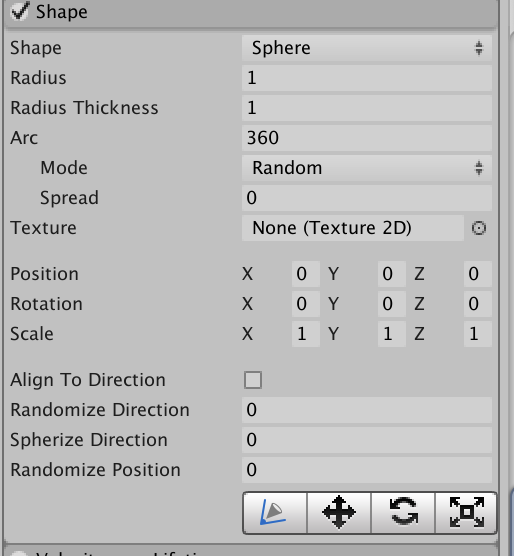 Shape
Shape Sphere
Radius 1
Radius Thickness 1
Arc 360
Mode Random
Spread 0
Texture None (Texture 2D)
Position X 0 Y 0 Z 0
Rotation X 0 Y 0 Z 0
Scale X 1 Y 1 Z 1
Align To Direction
Randomize Direction 0
Spherize Direction 0
Randomize Position 0